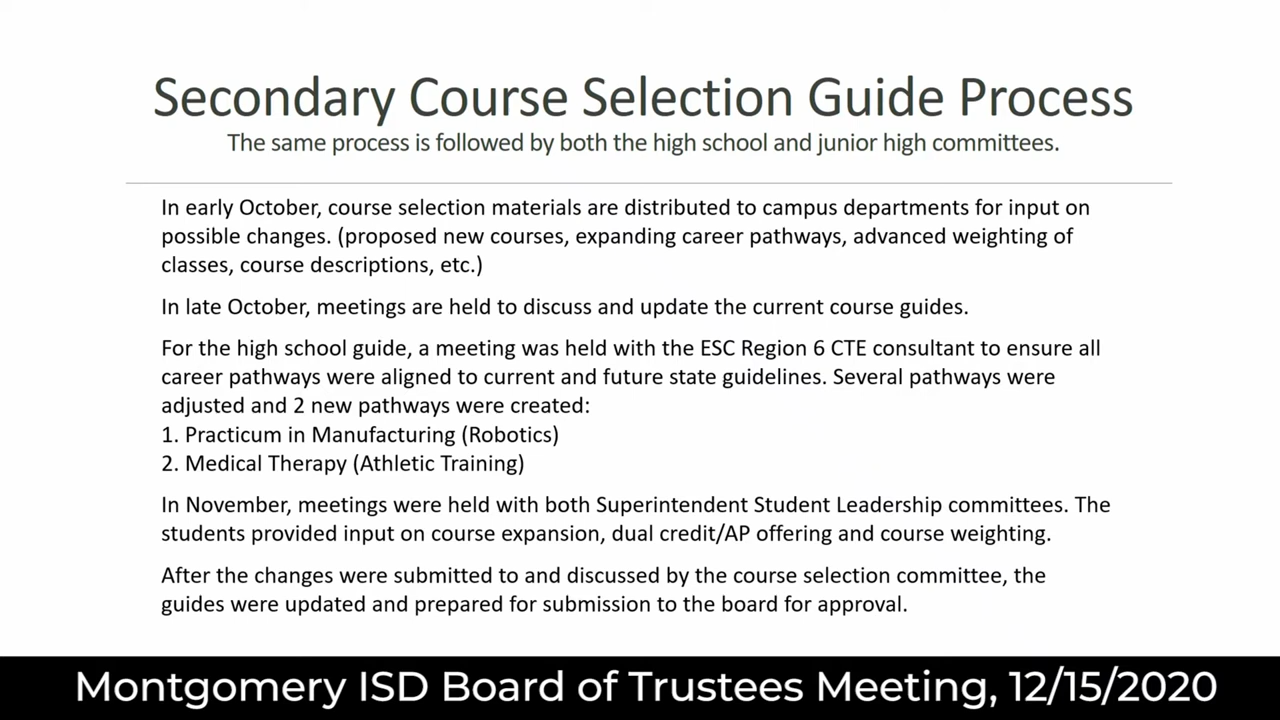 Secondary Course Selection Guide Process
The same process is followed by both the high school and junior high committees.
In early October, course selection materials are distributed to campus departments for input on
possible changes. (proposed new courses, expanding career pathways, advanced weighting of
classes, course descriptions, etc.)
In late October, meetings are held to discuss and update the current course guides.
For the high school guide, a meeting was held with the ESC Region 6 CTE consultant to ensure all
career pathways were aligned to current and future state guidelines. Several pathways were
adjusted and 2 new pathways were created:
1. Practicum in Manufacturing (Robotics)
2. Medical Therapy (Athletic Training)
In November, meetings were held with both Superintendent Student Leadership committees. The
students provided input on course expansion, dual credit/AP offering and course weighting.
After the changes were submitted to and discussed by the course selection committee, the
guides were updated and prepared for submission to the board for approval.
Montgomery ISD Board of Trustees Meeting, 12/15/2020